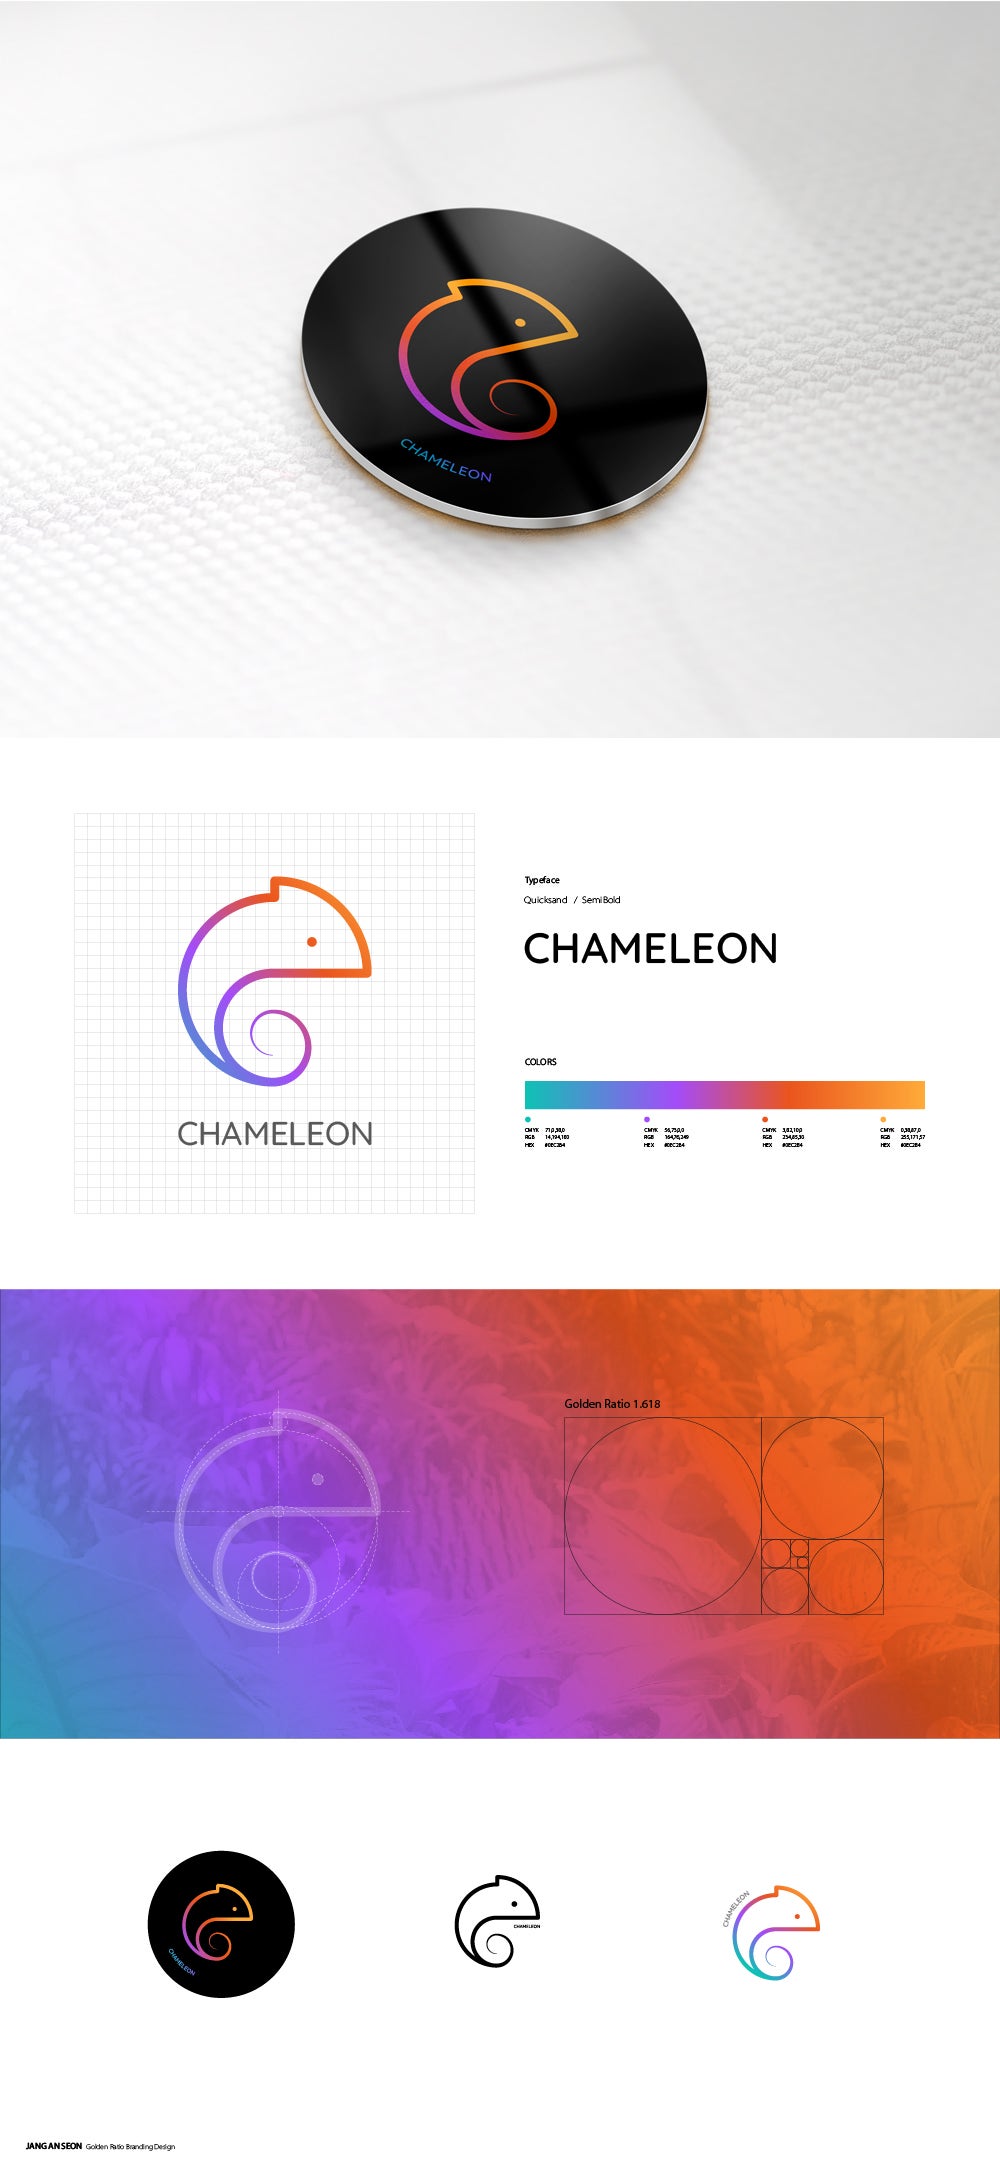 CHAMELEON
Typeface
Quicksand / SemiBold
CHAMELEON
CHAMELEON
COLORS
CMYK 71,0,38,0
RGB 14,194,180
HEX #0EC2B4
CMYK 56,75,0,0
RGB 164,76,249
HEX #0EC2B4
CMYK 3,82,10,0
RGB 234,85,30
HEX #0EC2B4
CMYK 0,38,87,0
RGB 255,171,57
HEX #0EC2B4
Golden Ratio 1.618
CHAMELEON
CHAMELEON
CHAMELEON
JANG AN SEON Golden Ratio Branding Design